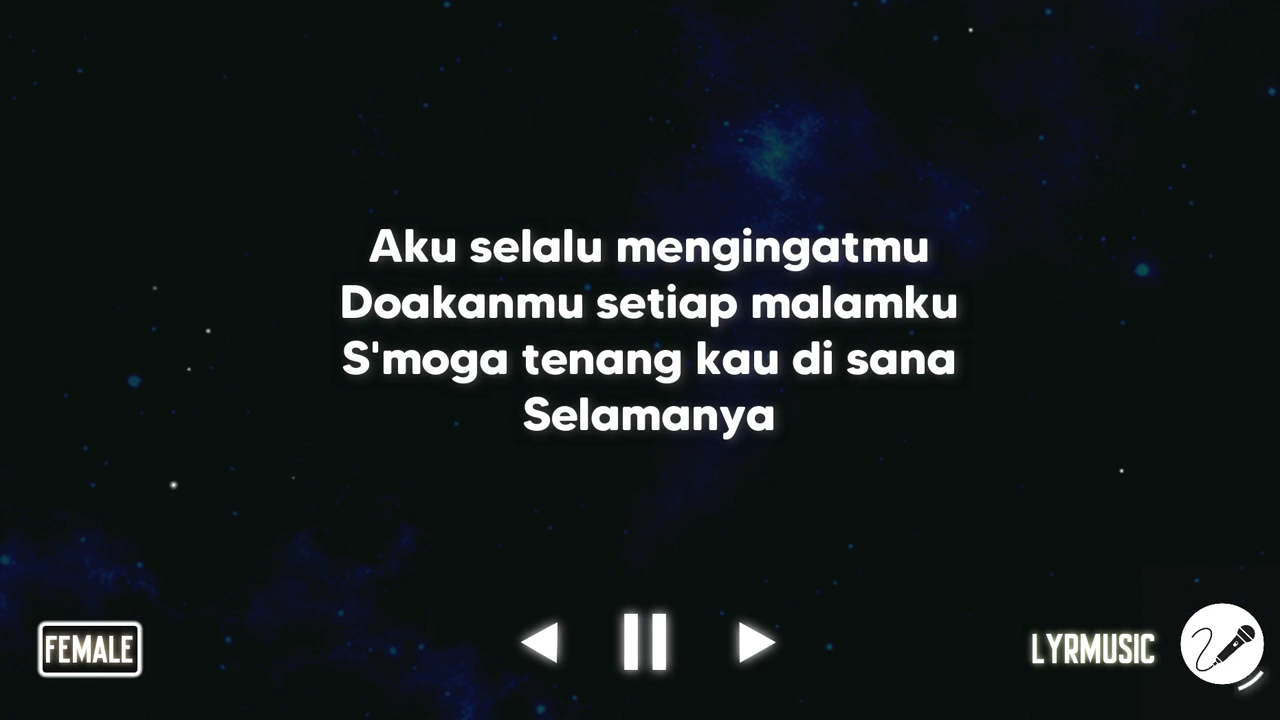 Aku selalu mengingatmu
Doakanmu setiap malamku
S'moga tenang kau di sana
Selamanya
FEMALE
LYRMUSIC